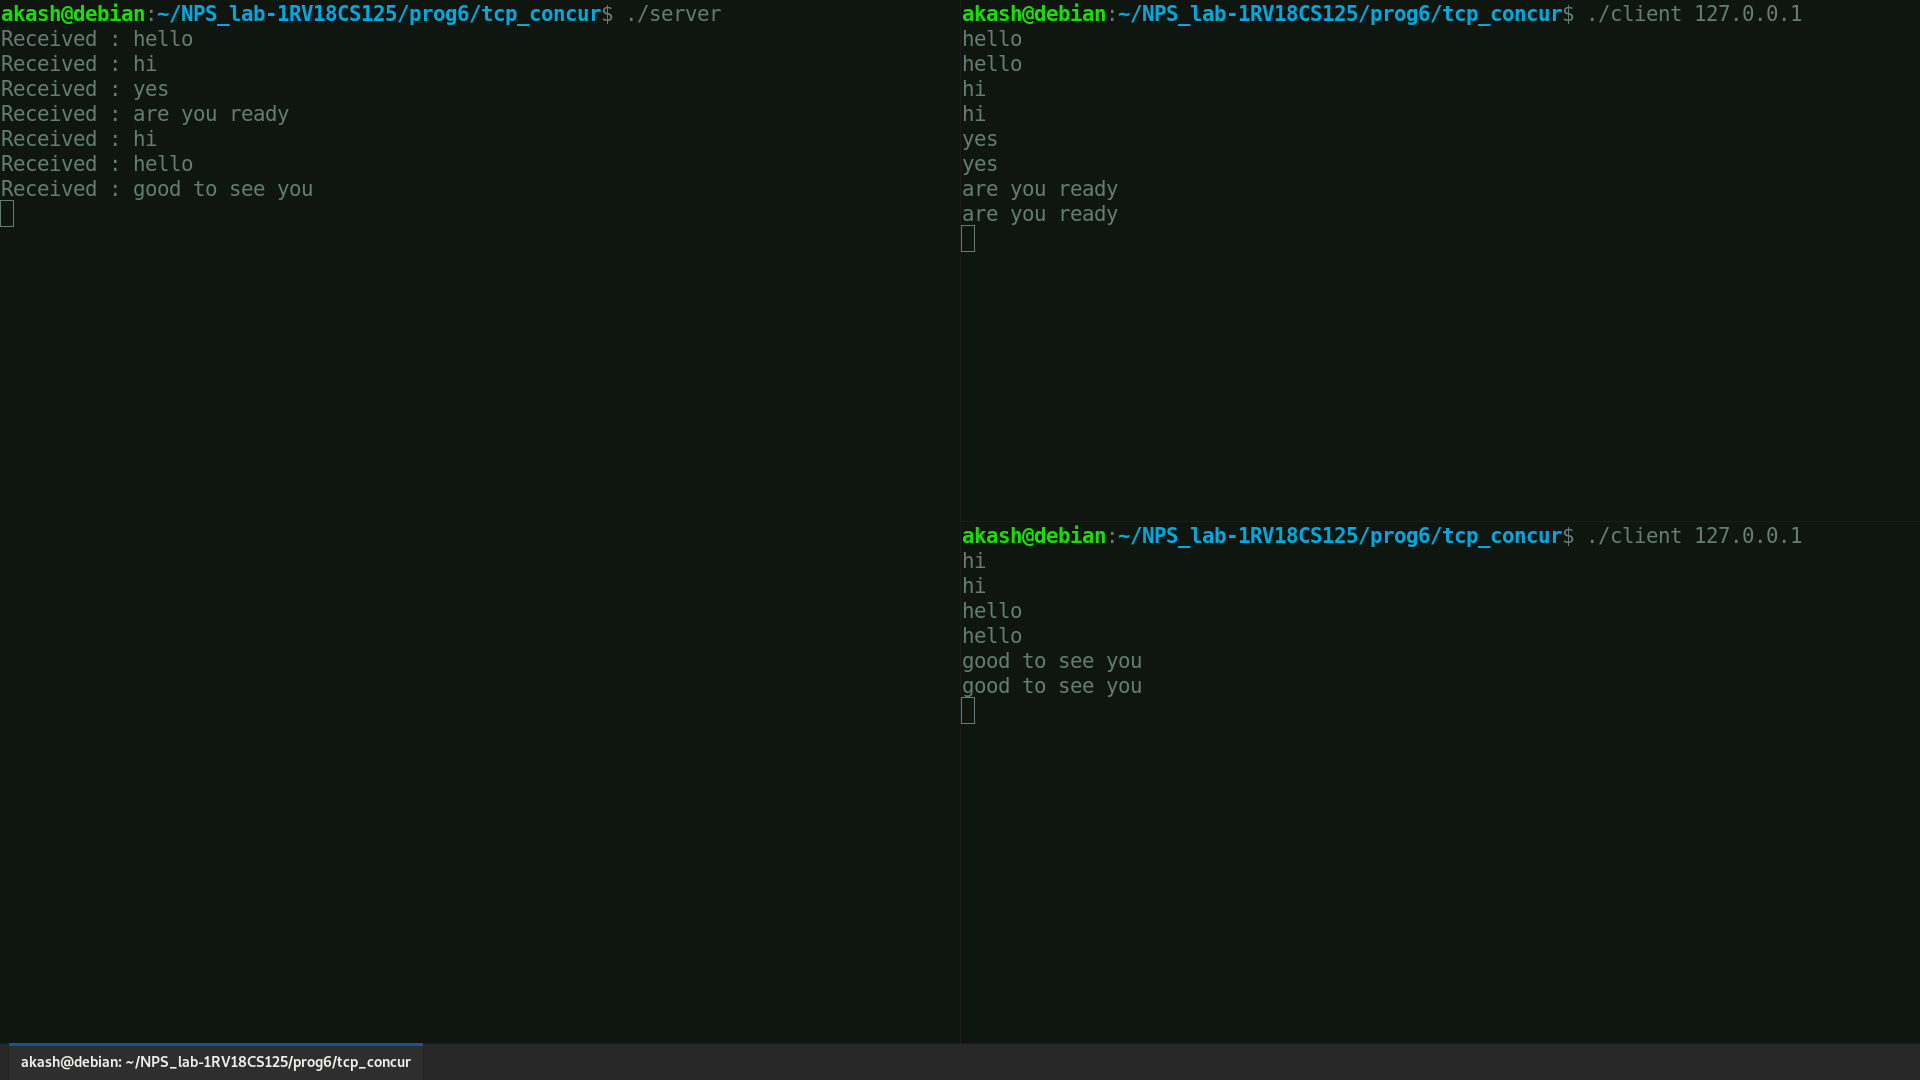 akash@debian:~/NPS_lab-1RV18CS125/prog6/tcp_concur$ ./server
Received : hello
Received : hi
Received : yes
Received : are you ready
Received : hi
Received : hello
Received : good to see you
akash@debian:~/NPS_lab-1RV18CS125/prog6/tcp_concur$ ./client 127.0.0.1
hello
hello
hi
hi
yes
yes
are you ready
are you ready
akash@debian:~/NPS_lab-1RV18CS125/prog6/tcp_concur$ ./client 127.0.0.1
hi
hi
hello
hello
good to see you
good to see you
akash@debian: ~/NPS_lab-1RV18CS125/prog6/tcp_concur